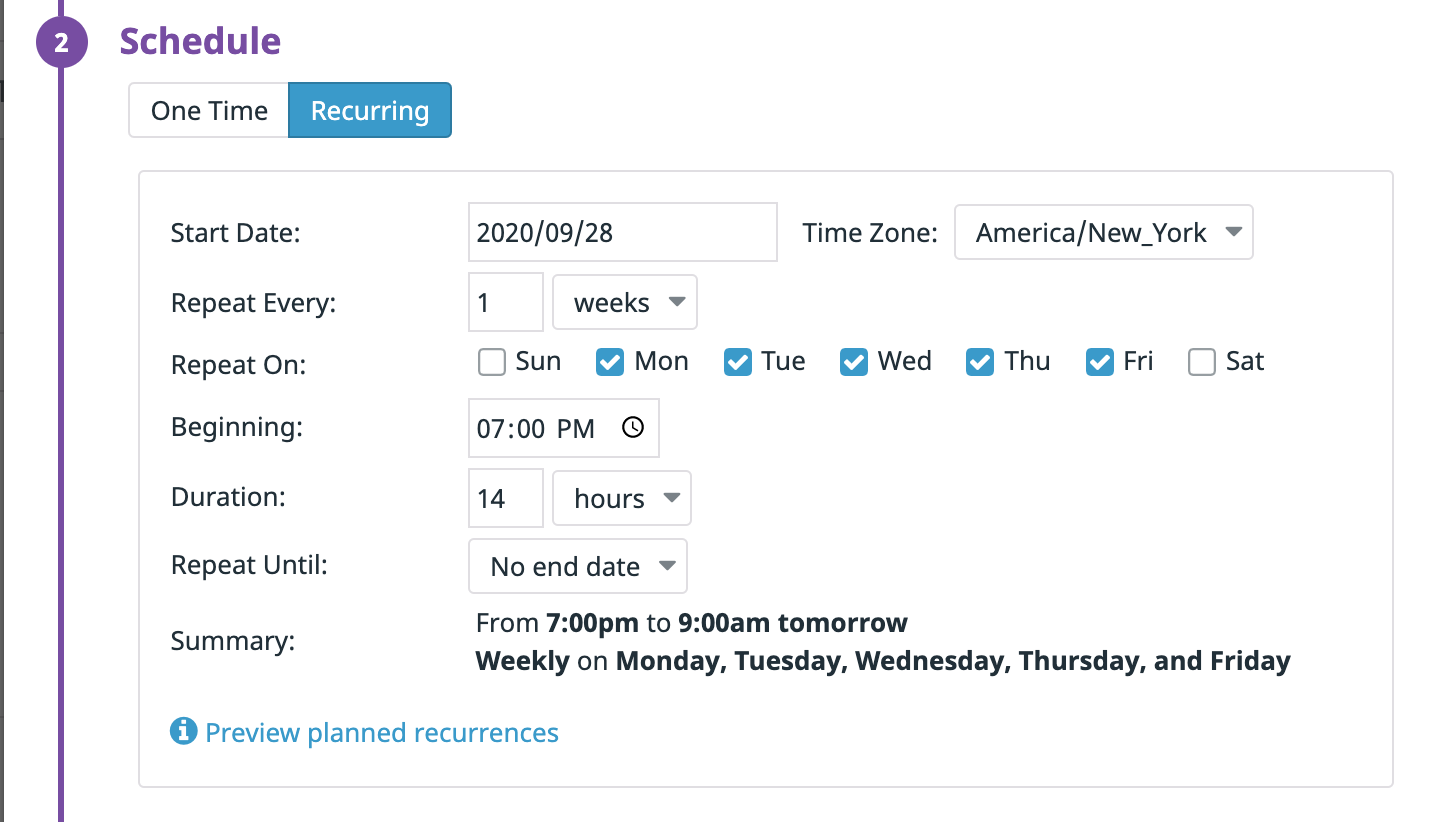 2 Schedule
One Time Recurring
Start Date: 2020/09/28 Time Zone: America/New_York
Repeat Every: 1 weeks
Repeat On: Sun Mon Tue Wed Thu Fri Sat
Beginning: 07:00 PM
Duration: 14 hours
Repeat Until: No end date
Summary: From 7:00pm to 9:00am tomorrow
Weekly on Monday, Tuesday, Wednesday, Thursday, and Friday
i Preview planned recurrences